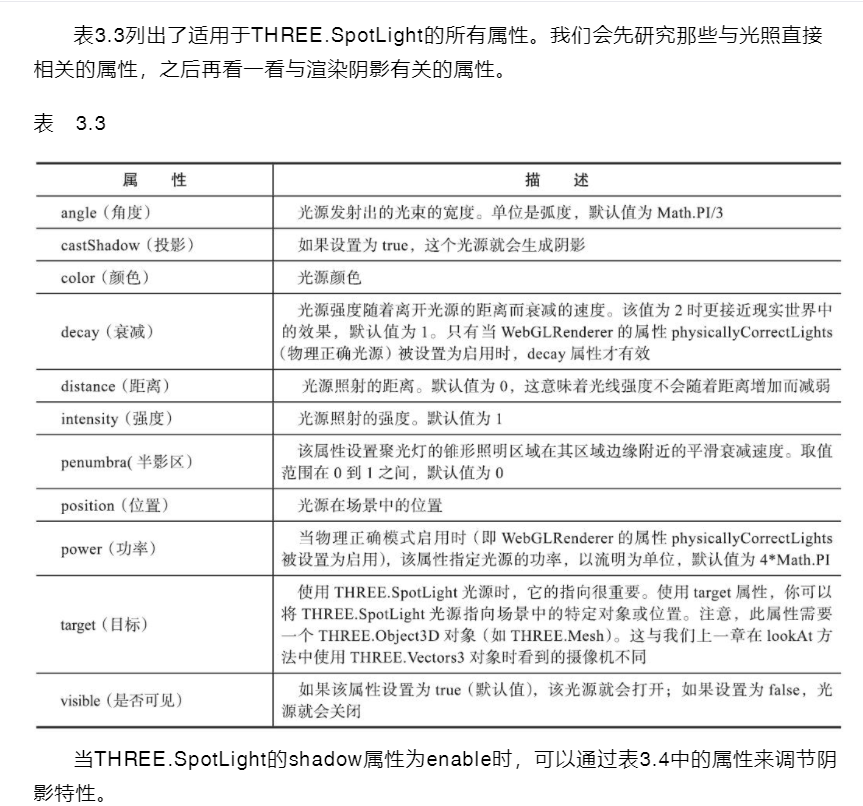 表3.3列出了适用于THREE.SpotLight的所有属性。我们会先研究那些与光照直接
相关的属性，之后再看一看与渲染阴影有关的属性。
表 3.3
属 性 描 述
angle（角度） 光源发射出的光束的宽度。单位是弧度，默认值为 Math.PI/3
castShadow（投影） 如果设置为 true，这个光源就会生成阴影
color（颜色） 光源颜色
decay（衰减） 光源强度随着离开光源的距离而衰减的速度。该值为 2 时更接近现实世界中
的效果，默认值为 1。只有当 WebGLRenderer 的属性 physicallyCorrectLights
（物理正确光源）被设置为启用时，decay 属性才有效
distance（距离） 光源照射的距离。默认值为 0，这意味着光线强度不会随着距离增加而减弱
intensity（强度） 光源照射的强度。默认值为 1
penumbra( 半影区） 该属性设置聚光灯的锥形照明区域在其区域边缘附近的平滑衰减速度。取值
范围在 0 到 1 之间，默认值为 0
position（位置） 光源在场景中的位置
power（功率） 当物理正确模式启用时（即 WebGLRenderer 的属性 physicallyCorrectLights
被设置为启用），该属性指定光源的功率，以流明为单位，默认值为 4*Math.PI
target（目标） 使用 THREE.SpotLight 光源时，它的指向很重要。使用 target 属性，你可以
将 THREE.SpotLight 光源指向场景中的特定对象或位置。注意，此属性需要
一个 THREE.Object3D 对象（如 THREE.Mesh）。这与我们上一章在 lookAt 方
法中使用 THREE.Vectors3 对象时看到的摄像机不同
visible（是否可见） 如果该属性设置为 true（默认值），该光源就会打开；如果设置为 false，光
源就会关闭
当THREE.SpotLight的shadow属性为enable时，可以通过表3.4中的属性来调节阴
影特性。